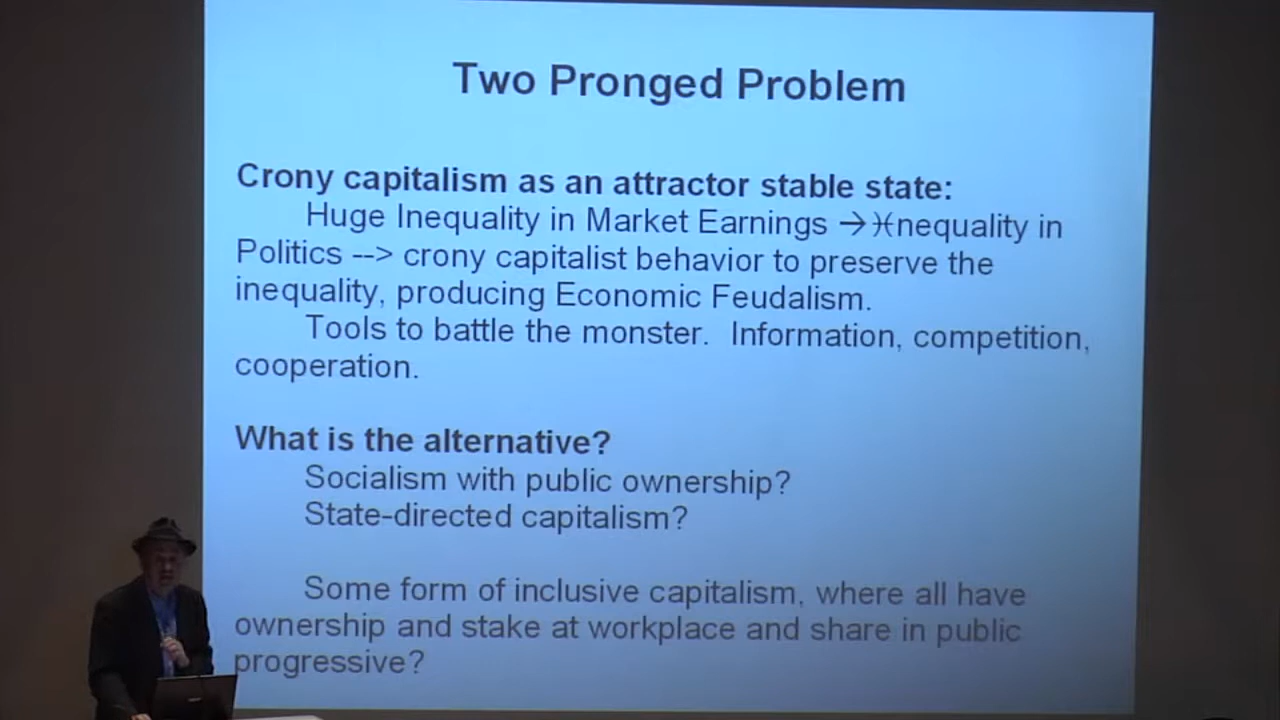 Two Pronged Problem
Crony capitalism as an attractor stable state:
Huge Inequality in Market Earnings → nequality in
Politics --> crony capitalist behavior to preserve the
inequality, producing Economic Feudalism.
Tools to battle the monster. Information, competition,
cooperation.
What is the alternative?
Socialism with public ownership?
State-directed capitalism?
Some form of inclusive capitalism, where all have
ownership and stake at workplace and share in public
progressive?